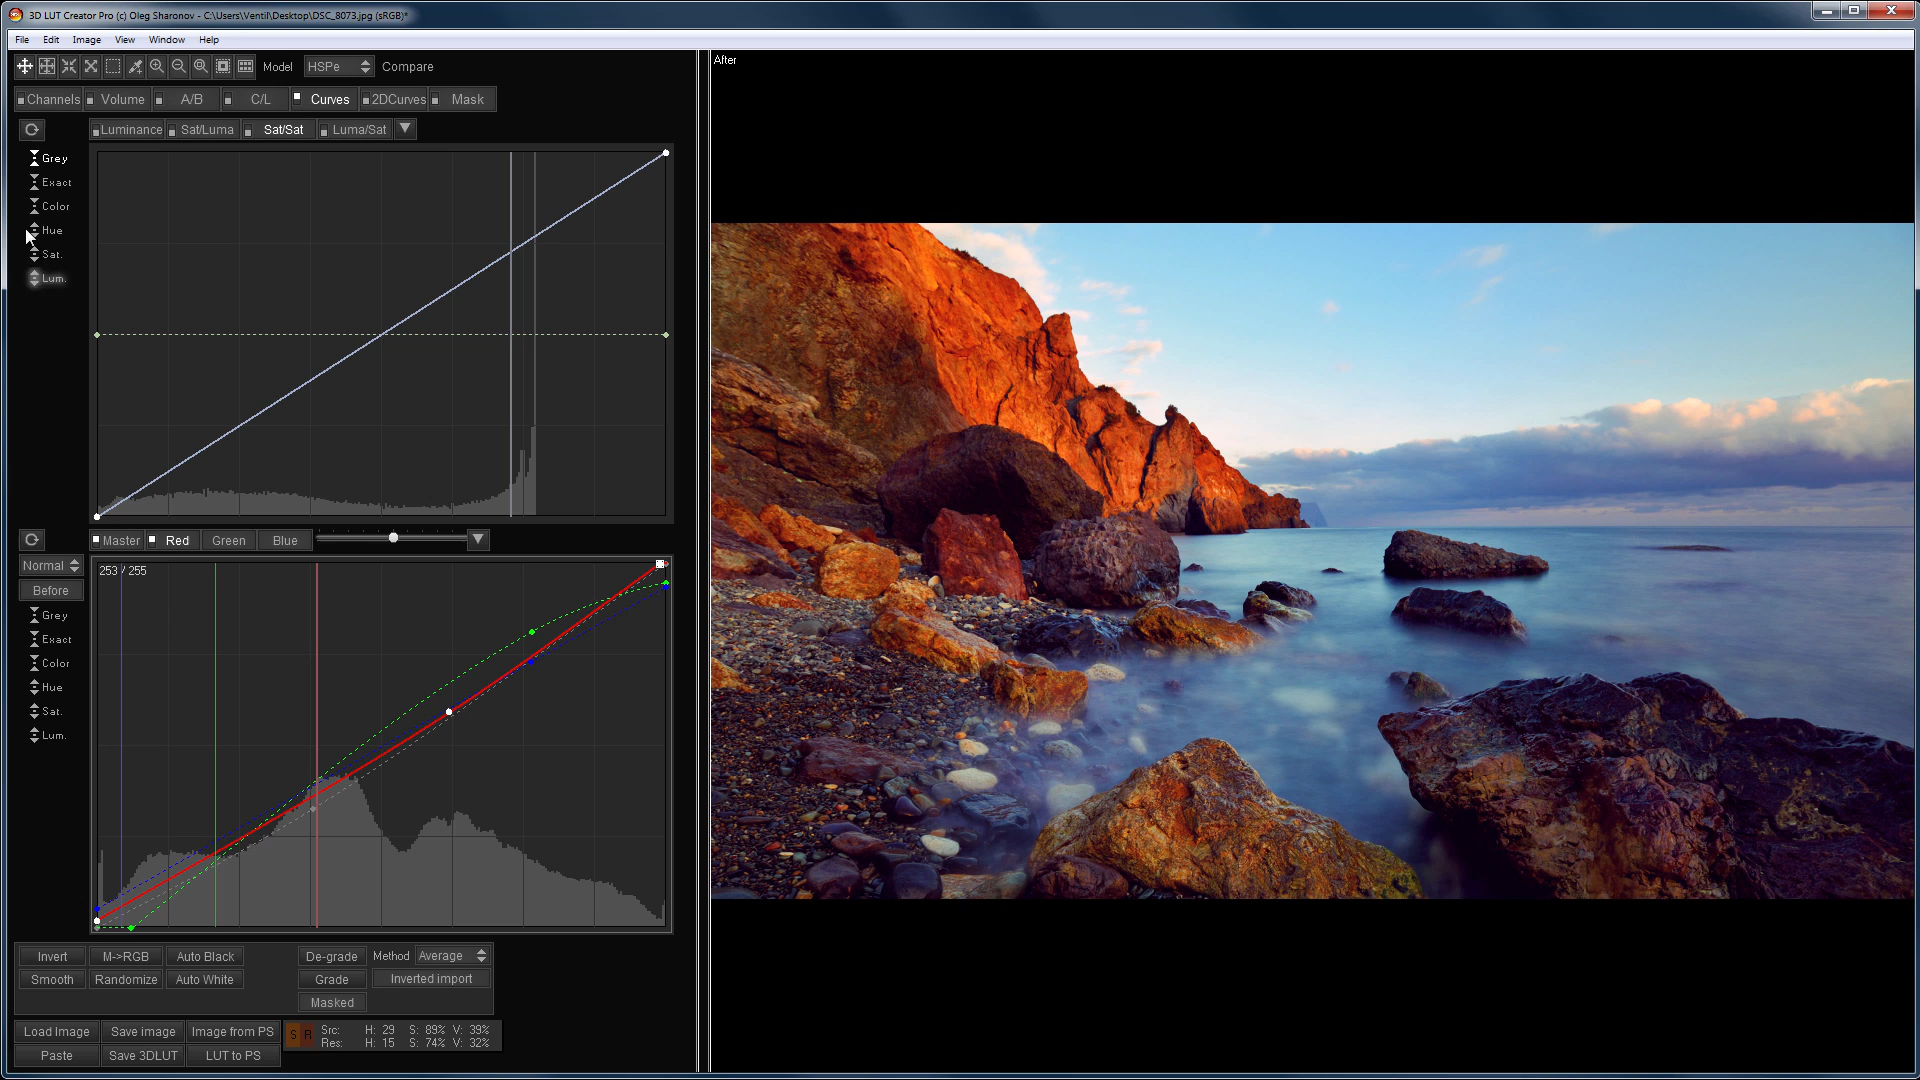 3D LUT Creator Pro (c) Oleg Sharonov - C:\Users\Ventil\Desktop\DSC_8073.jpg (sRGB)*
File Edit Image View Window Help
Model HSPe Compare
After
Channels Volume A/B C/L Curves 2DCurves Mask
Luminance Sat/Luma Sat/Sat Luma/Sat
Grey
Exact
Color
Hue
Sat.
Lum.
Master Red Green Blue
Normal
253 / 255
Before
Grey
Exact
Color
Hue
Sat.
Lum.
Invert M->RGB Auto Black De-grade Method Average
Smooth Randomize Auto White Grade Inverted import
Masked
Load Image Save image Image from PS S R Src: H: 29 S: 89% V: 39%
Res: H: 15 S: 74% V: 32%
Paste Save 3DLUT LUT to PS